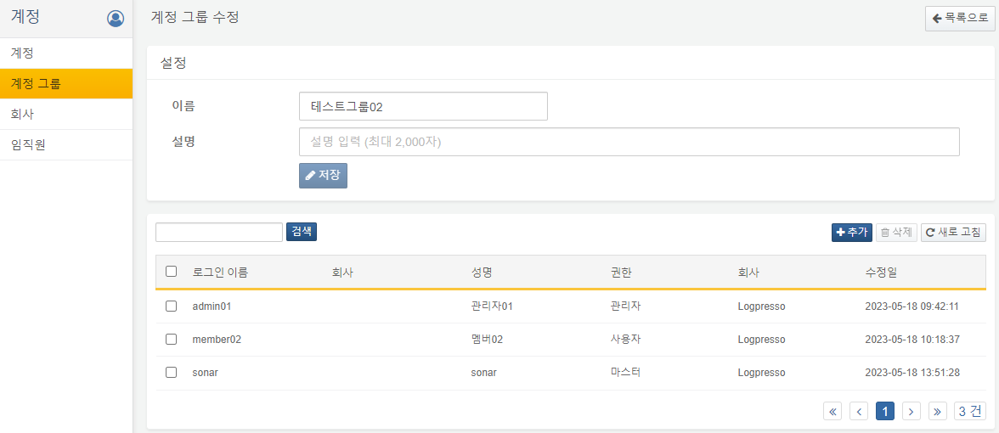 계정
계정
계정 그룹
회사
임직원
계정 그룹 수정
목록으로
설정
이름
테스트그룹02
설명
설명 입력 (최대 2,000자)
저장
검색
추가 삭제 새로 고침
로그인 이름 회사 성명 권한 회사 수정일
admin01 관리자01 관리자 Logpresso 2023-05-18 09:42:11
member02 멤버02 사용자 Logpresso 2023-05-18 10:18:37
sonar sonar 마스터 Logpresso 2023-05-18 13:51:28
« < 1 > » 3 건